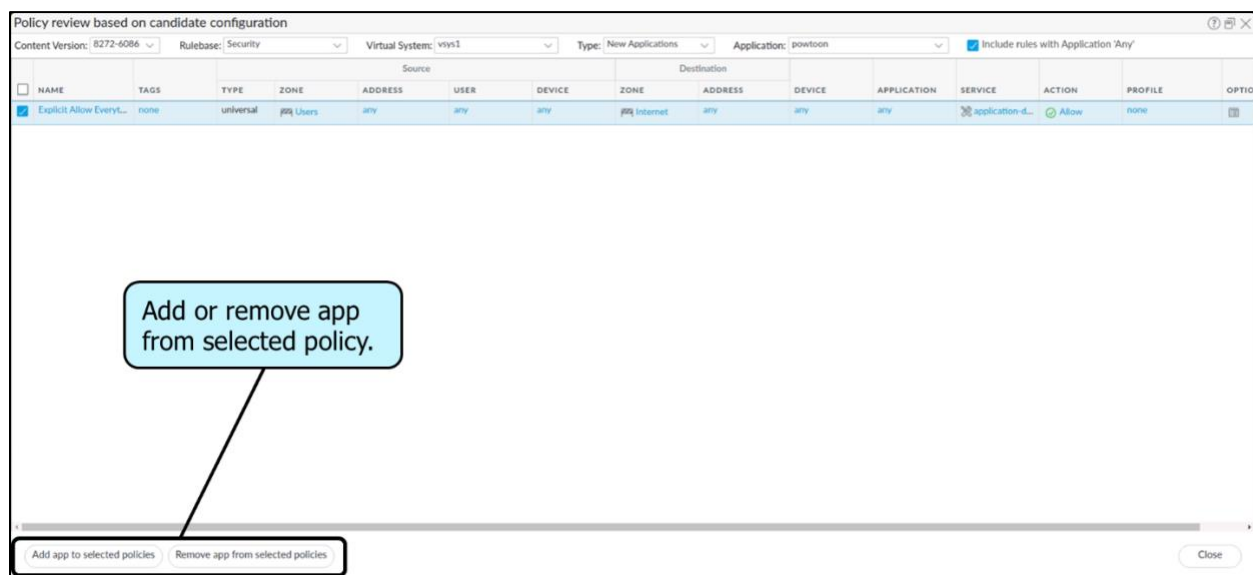 Policy review based on candidate configuration
Content Version: 8272-6086 Rulebase: Security Virtual System: vsys1 Type: New Applications Application: powtoon Include rules with Application 'Any'
Source Destination
NAME TAGS TYPE ZONE ADDRESS USER DEVICE ZONE ADDRESS DEVICE APPLICATION SERVICE ACTION PROFILE OPTIO
Explicit Allow Everyt... none universal Users any any any Internet any any any application-d... Allow none
Add or remove app
from selected policy.
Add app to selected policies Remove app from selected policies Close